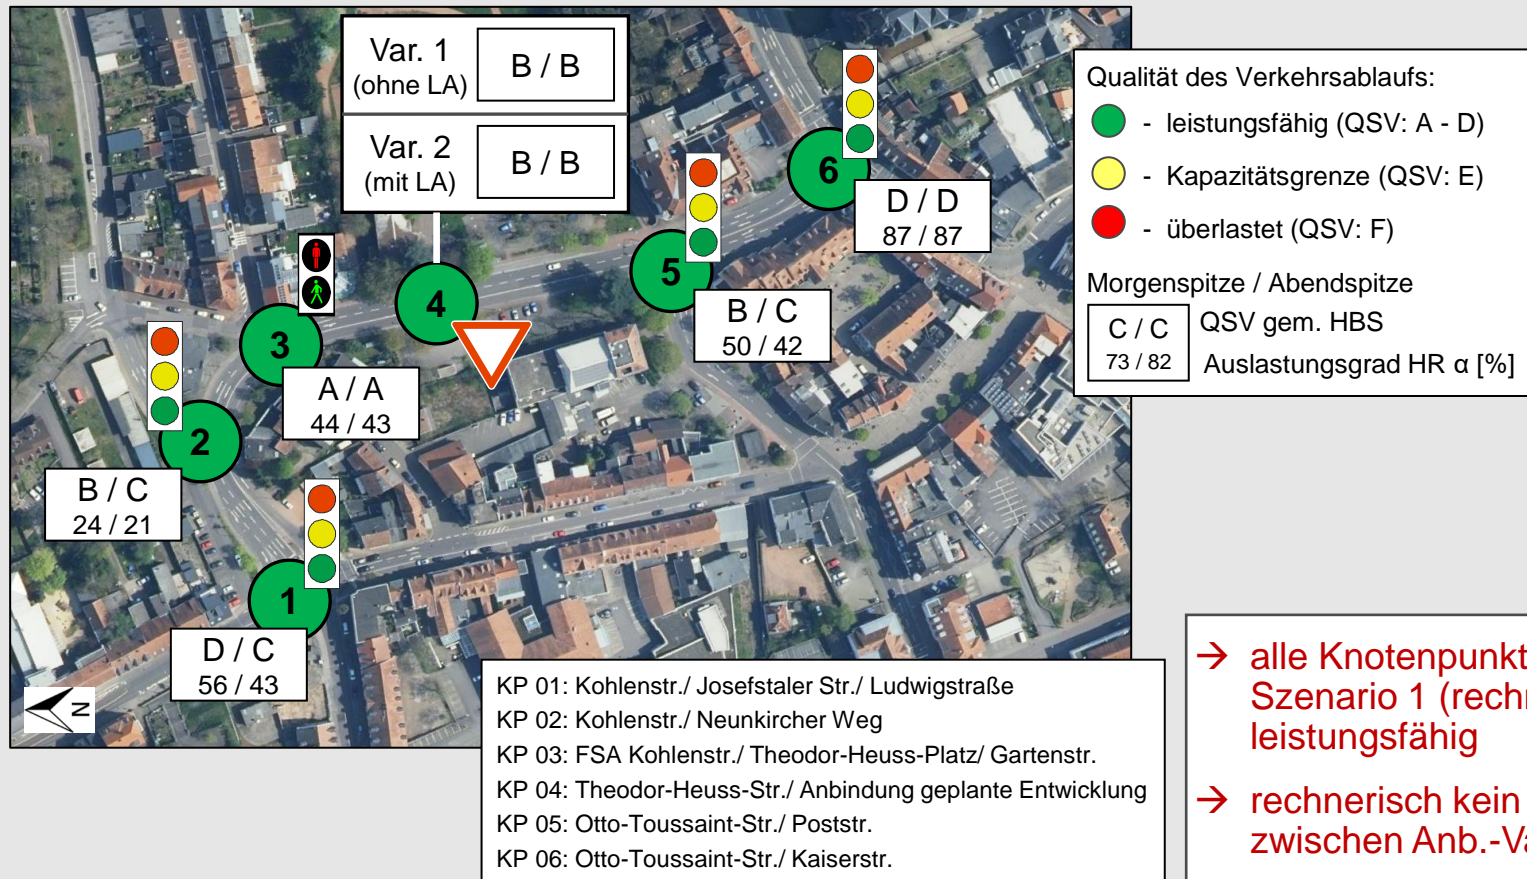 Var. 1
(ohne LA)
B / B
Var. 2
(mit LA)
B / B
6
D / D
87 / 87
5
B / C
50 / 42
4
3
A / A
44 / 43
2
B / C
24 / 21
1
D / C
56 / 43
N
Qualität des Verkehrsablaufs:
- leistungsfähig (QSV: A - D)
- Kapazitätsgrenze (QSV: E)
- überlastet (QSV: F)
Morgenspitze / Abendspitze
C / C
73 / 82
QSV gem. HBS
Auslastungsgrad HR α [%]
KP 01: Kohlenstr./ Josefstaler Str./ Ludwigstraße
KP 02: Kohlenstr./ Neunkircher Weg
KP 03: FSA Kohlenstr./ Theodor-Heuss-Platz/ Gartenstr.
KP 04: Theodor-Heuss-Str./ Anbindung geplante Entwicklung
KP 05: Otto-Toussaint-Str./ Poststr.
KP 06: Otto-Toussaint-Str./ Kaiserstr.
→ alle Knotenpunkt
Szenario 1 (rechn
leistungsfähig
→ rechnerisch kein
zwischen Anb.-Va